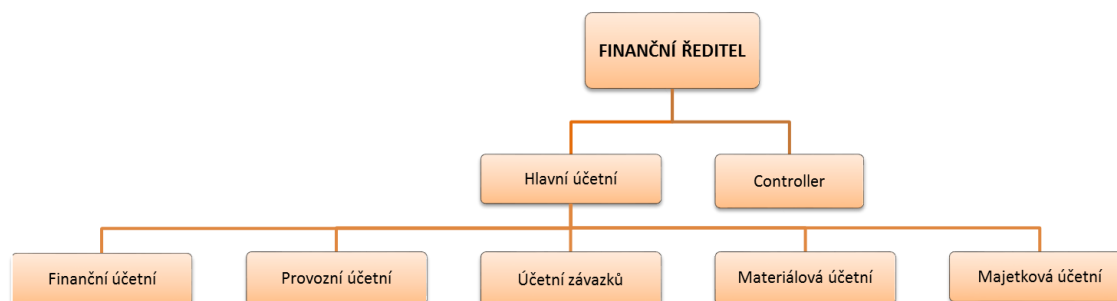 FINANČNÍ ŘEDITEL
Hlavní účetní
Controller
Finanční účetní
Provozní účetní
Účetní závazků
Materiálová účetní
Majetková účetní